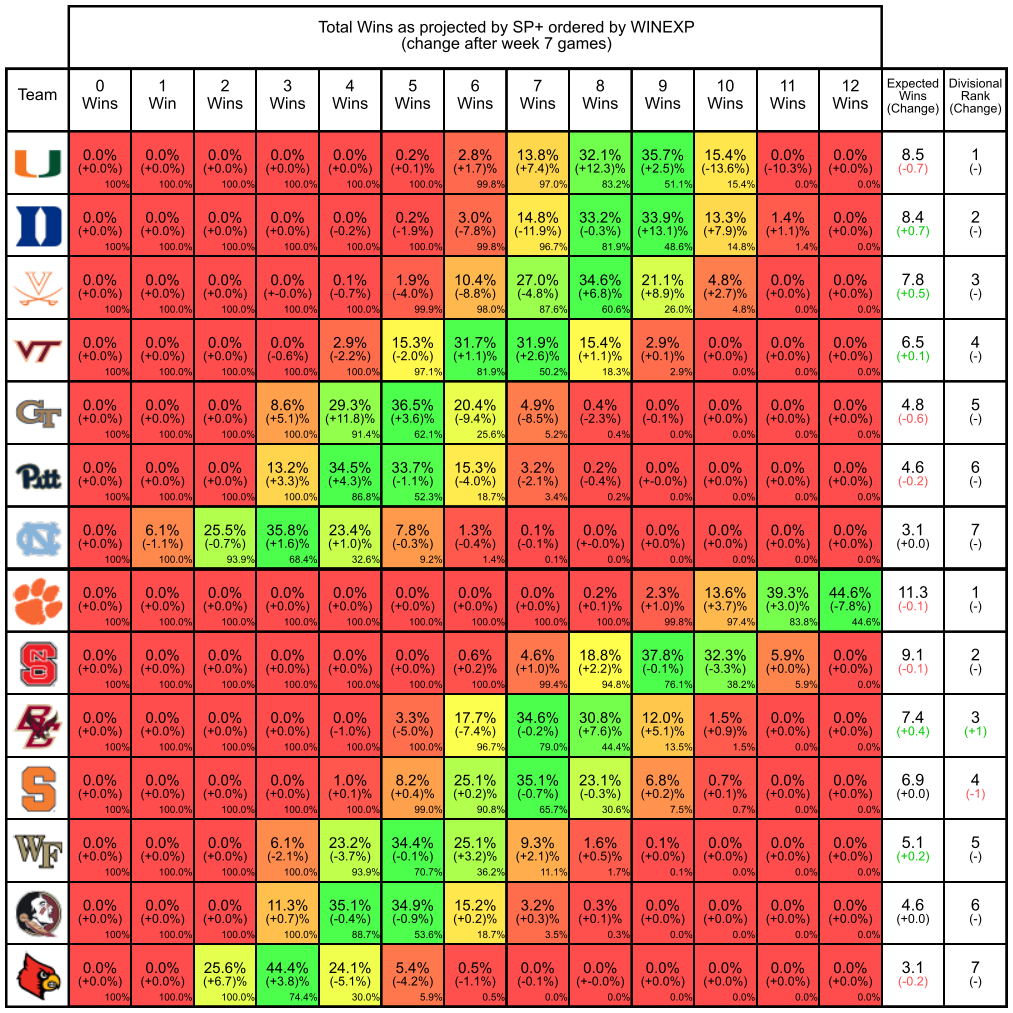 Total Wins as projected by SP+ ordered by WINEXP
(change after week 7 games)
Team 0 Wins 1 Win 2 Wins 3 Wins 4 Wins 5 Wins 6 Wins 7 Wins 8 Wins 9 Wins 10 Wins 11 Wins 12 Wins Expected Wins (Change) Divisional Rank (Change)
U 0.0% 0.0% 0.0% 0.0% 0.0% 0.2% 2.8% 13.8% 32.1% 35.7% 15.4% 0.0% 0.0% 8.5 1
(+0.0%) (+0.0%) (+0.0%) (+0.0%) (+0.0%) (+0.1)% (+1.7)% (+7.4)% (+12.3)% (+2.5)% (-13.6)% (-10.3)% (+0.0)% (-0.7) (-)
100% 100.0% 100.0% 100.0% 100.0% 100.0% 99.8% 97.0% 83.2% 51.1% 15.4% 0.0% 0.0%
D 0.0% 0.0% 0.0% 0.0% 0.0% 0.2% 3.0% 14.8% 33.2% 33.9% 13.3% 1.4% 0.0% 8.4 2
(+0.0%) (+0.0%) (+0.0%) (+0.0%) (-0.2%) (-1.9)% (-7.8)% (-11.9)% (-0.3)% (+13.1)% (+7.9)% (+1.1)% (+0.0)% (+0.7) (-)
100% 100.0% 100.0% 100.0% 100.0% 100.0% 99.8% 96.7% 81.9% 48.6% 14.8% 1.4% 0.0%
V 0.0% 0.0% 0.0% 0.0% 0.1% 1.9% 10.4% 27.0% 34.6% 21.1% 4.8% 0.0% 0.0% 7.8 3
(+0.0%) (+0.0%) (+0.0%) (+-0.0%) (-0.7%) (-4.0)% (-8.8)% (-4.8)% (+6.8)% (+8.9)% (+2.7)% (+0.0)% (+0.0)% (+0.5) (-)
100% 100.0% 100.0% 100.0% 100.0% 99.9% 98.0% 87.6% 60.6% 26.0% 4.8% 0.0% 0.0%
VT 0.0% 0.0% 0.0% 0.0% 2.9% 15.3% 31.7% 31.9% 15.4% 2.9% 0.0% 0.0% 0.0% 6.5 4
(+0.0%) (+0.0%) (+0.0%) (-0.6%) (-2.2%) (-2.0)% (+1.1)% (+2.6)% (+1.1)% (+0.1)% (+0.0)% (+0.0)% (+0.0)% (+0.1) (-)
100% 100.0% 100.0% 100.0% 100.0% 97.1% 81.9% 50.2% 18.3% 2.9% 0.0% 0.0% 0.0%
GT 0.0% 0.0% 0.0% 8.6% 29.3% 36.5% 20.4% 4.9% 0.4% 0.0% 0.0% 0.0% 0.0% 4.8 5
(+0.0%) (+0.0%) (+0.0%) (+5.1%) (+11.8%) (+3.6)% (-9.4)% (-8.5)% (-2.3)% (-0.1)% (+0.0)% (+0.0)% (+0.0)% (-0.6) (-)
100% 100.0% 100.0% 100.0% 91.4% 62.1% 25.6% 5.2% 0.4% 0.0% 0.0% 0.0% 0.0%
Pitt 0.0% 0.0% 0.0% 13.2% 34.5% 33.7% 15.3% 3.2% 0.2% 0.0% 0.0% 0.0% 0.0% 4.6 6
(+0.0%) (+0.0%) (+0.0%) (+3.3%) (+4.3%) (-1.1)% (-4.0)% (-2.1)% (-0.4)% (+-0.0)% (+0.0)% (+0.0)% (+0.0)% (-0.2) (-)
100% 100.0% 100.0% 100.0% 86.8% 52.3% 18.7% 3.4% 0.2% 0.0% 0.0% 0.0% 0.0%
NC 0.0% 6.1% 25.5% 35.8% 23.4% 7.8% 1.3% 0.1% 0.0% 0.0% 0.0% 0.0% 0.0% 3.1 7
(+0.0%) (-1.1%) (-0.7%) (+1.6)% (+1.0)% (-0.3)% (-0.4)% (-0.1)% (+-0.0)% (+0.0)% (+0.0)% (+0.0)% (+0.0)% (+0.0) (-)
100% 100.0% 93.9% 68.4% 32.6% 9.2% 1.4% 0.1% 0.0% 0.0% 0.0% 0.0% 0.0%
0.0% 0.0% 0.0% 0.0% 0.0% 0.0% 0.0% 0.0% 0.2% 2.3% 13.6% 39.3% 44.6% 11.3 1
(+0.0%) (+0.0%) (+0.0%) (+0.0%) (+0.0%) (+0.0)% (+0.0)% (+0.0)% (+0.1)% (+1.0)% (+3.7)% (+3.0)% (-7.8)% (-0.1) (-)
100% 100.0% 100.0% 100.0% 100.0% 100.0% 100.0% 100.0% 100.0% 99.8% 97.4% 83.8% 44.6%
NCS 0.0% 0.0% 0.0% 0.0% 0.0% 0.0% 0.6% 4.6% 18.8% 37.8% 32.3% 5.9% 0.0% 9.1 2
(+0.0%) (+0.0%) (+0.0%) (+0.0%) (+0.0%) (+0.0)% (+0.2)% (+1.0)% (+2.2)% (-0.1)% (-3.3)% (+0.0)% (+0.0)% (-0.1) (-)
100% 100.0% 100.0% 100.0% 100.0% 100.0% 100.0% 99.4% 94.8% 76.1% 38.2% 5.9% 0.0%
BC 0.0% 0.0% 0.0% 0.0% 0.0% 3.3% 17.7% 34.6% 30.8% 12.0% 1.5% 0.0% 0.0% 7.4 3
(+0.0%) (+0.0%) (+0.0%) (+0.0%) (-1.0%) (-5.0)% (-7.4)% (-0.2)% (+7.6)% (+5.1)% (+0.9)% (+0.0)% (+0.0)% (+0.4) (+1)
100% 100.0% 100.0% 100.0% 100.0% 100.0% 96.7% 79.0% 44.4% 13.5% 1.5% 0.0% 0.0%
S 0.0% 0.0% 0.0% 0.0% 1.0% 8.2% 25.1% 35.1% 23.1% 6.8% 0.7% 0.0% 0.0% 6.9 4
(+0.0%) (+0.0%) (+0.0%) (+0.0%) (+0.1%) (+0.4)% (+0.2)% (-0.7)% (-0.3)% (+0.2)% (+0.1)% (+0.0)% (+0.0)% (+0.0) (-1)
100% 100.0% 100.0% 100.0% 100.0% 99.0% 90.8% 65.7% 30.6% 7.5% 0.7% 0.0% 0.0%
WF 0.0% 0.0% 0.0% 6.1% 23.2% 34.4% 25.1% 9.3% 1.6% 0.1% 0.0% 0.0% 0.0% 5.1 5
(+0.0%) (+0.0%) (+0.0%) (-2.1%) (-3.7%) (-0.1)% (+3.2)% (+2.1)% (+0.5)% (+0.0)% (+0.0)% (+0.0)% (+0.0)% (+0.2) (-)
100% 100.0% 100.0% 100.0% 93.9% 70.7% 36.2% 11.1% 1.7% 0.1% 0.0% 0.0% 0.0%
0.0% 0.0% 0.0% 11.3% 35.1% 34.9% 15.2% 3.2% 0.3% 0.0% 0.0% 0.0% 0.0% 4.6 6
(+0.0%) (+0.0%) (+0.0%) (+0.7%) (-0.4%) (-0.9)% (+0.2)% (+0.3)% (+0.1)% (+0.0)% (+0.0)% (+0.0)% (+0.0)% (+0.0) (-)
100% 100.0% 100.0% 100.0% 88.7% 53.6% 18.7% 3.5% 0.3% 0.0% 0.0% 0.0% 0.0%
0.0% 0.0% 25.6% 44.4% 24.1% 5.4% 0.5% 0.0% 0.0% 0.0% 0.0% 0.0% 0.0% 3.1 7
(+0.0%) (+0.0%) (+6.7)% (+3.8)% (-5.1)% (-4.2)% (-1.1)% (-0.1)% (+-0.0)% (+0.0)% (+0.0)% (+0.0)% (+0.0)% (-0.2) (-)
100% 100.0% 100.0% 74.4% 30.0% 5.9% 0.5% 0.0% 0.0% 0.0% 0.0% 0.0% 0.0%